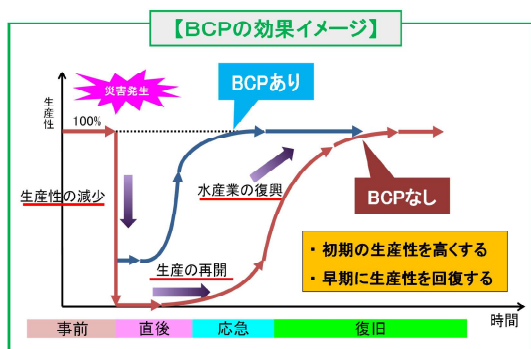 【BCPの効果イメージ】
災害発生
BCPあり
生産性
100%
生産性の減少
水産業の復興
BCPなし
生産の再開
・初期の生産性を高くする
・早期に生産性を回復する
時間
事前
直後
応急
復旧